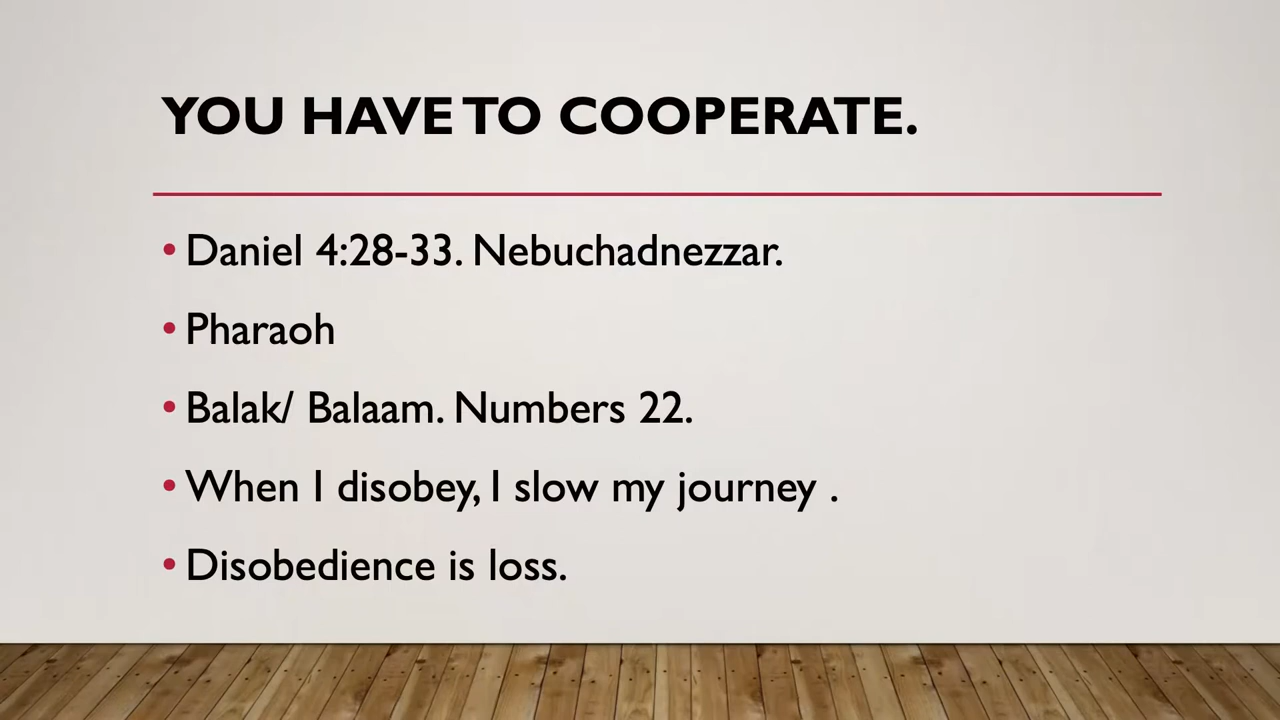 YOU HAVE TO COOPERATE.
• Daniel 4:28-33. Nebuchadnezzar.
• Pharaoh
• Balak/ Balaam. Numbers 22.
• When I disobey, I slow my journey .
• Disobedience is loss.